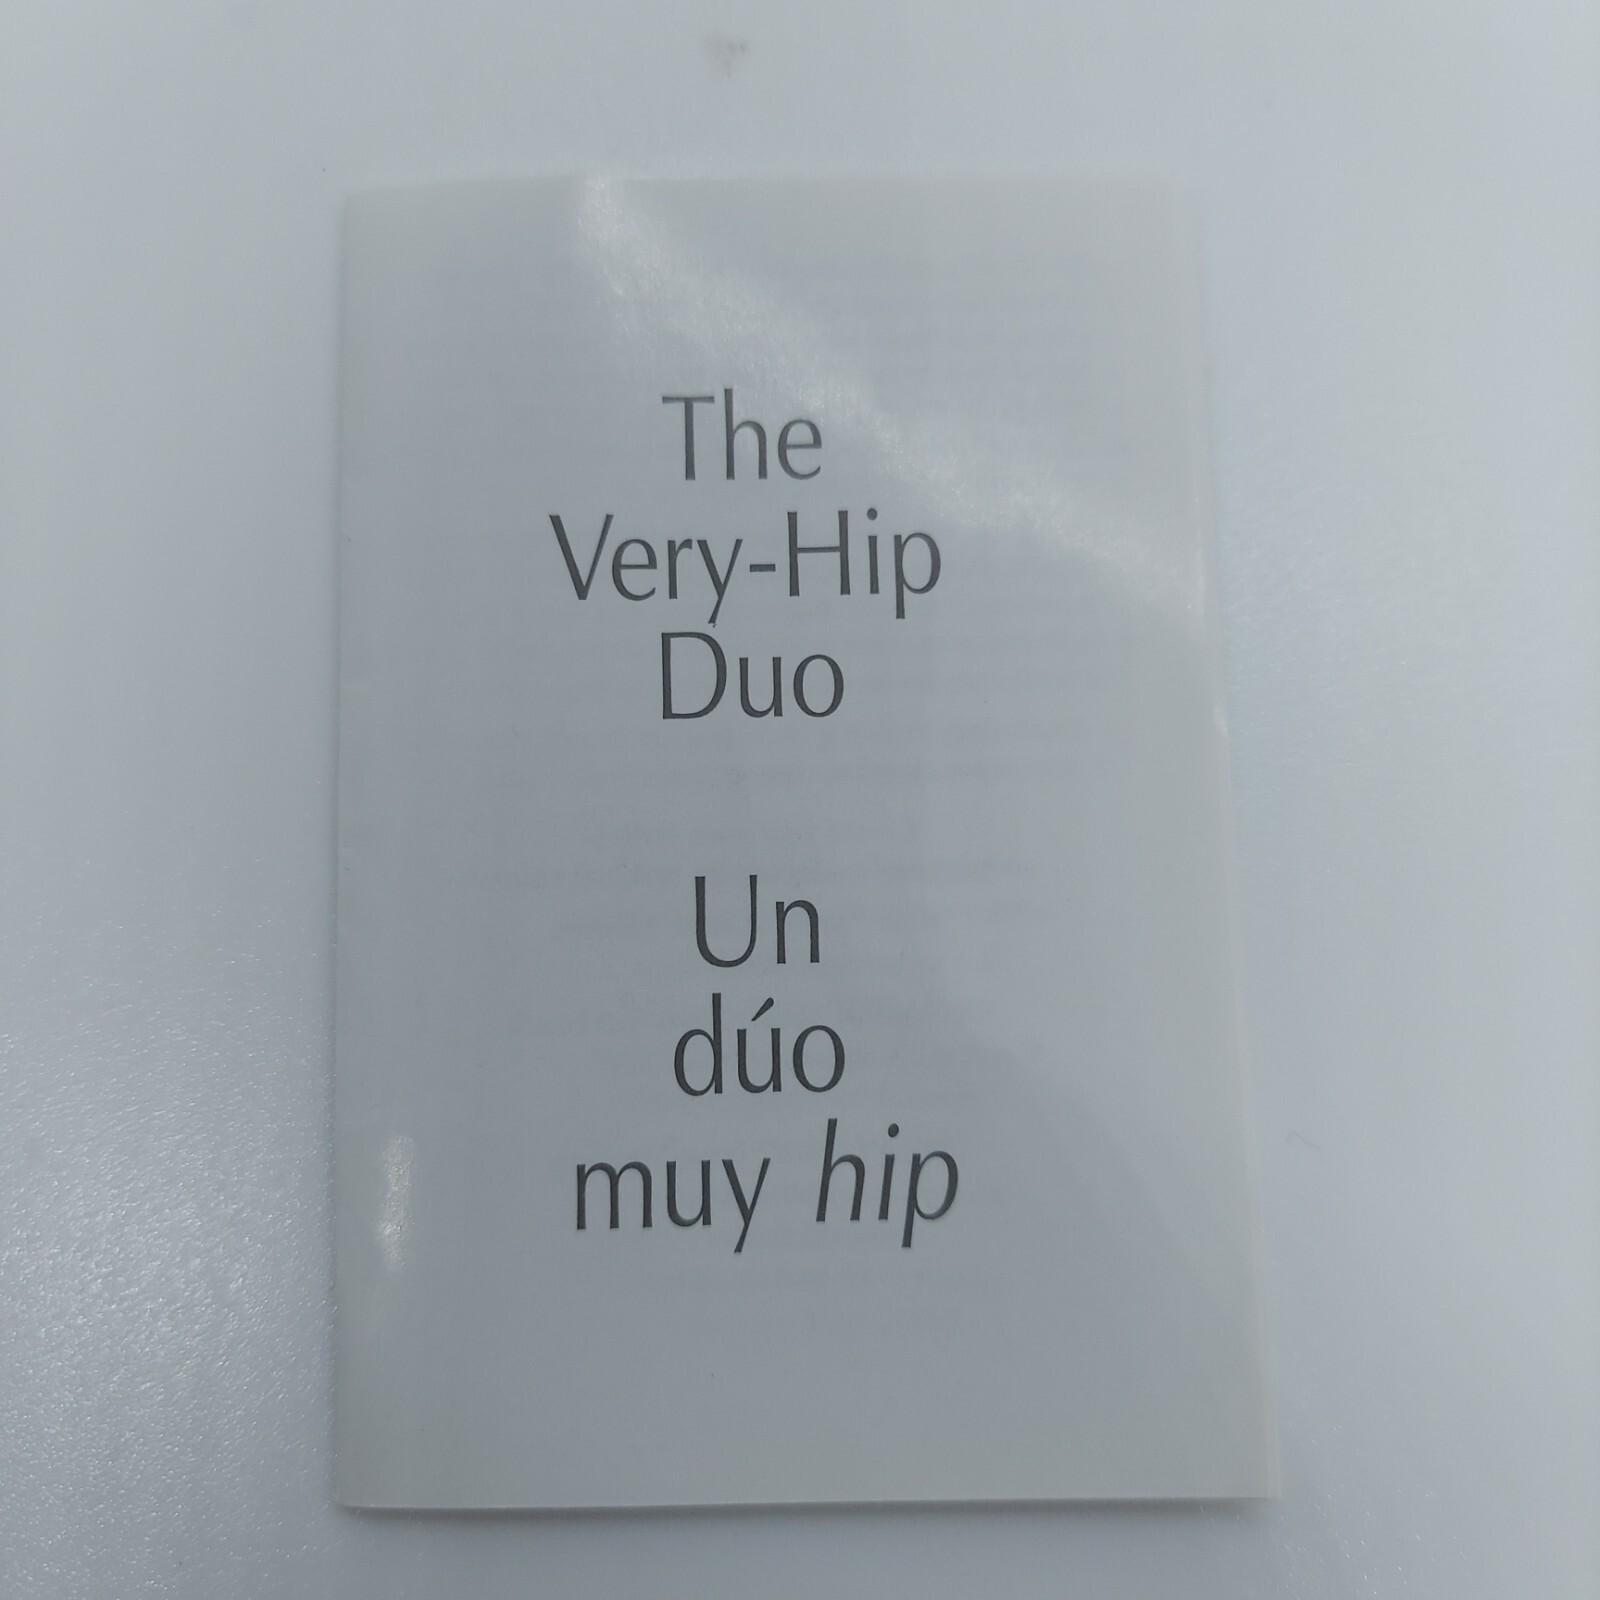 The
Very-Hip
Duo
Un
dúo
muy hip